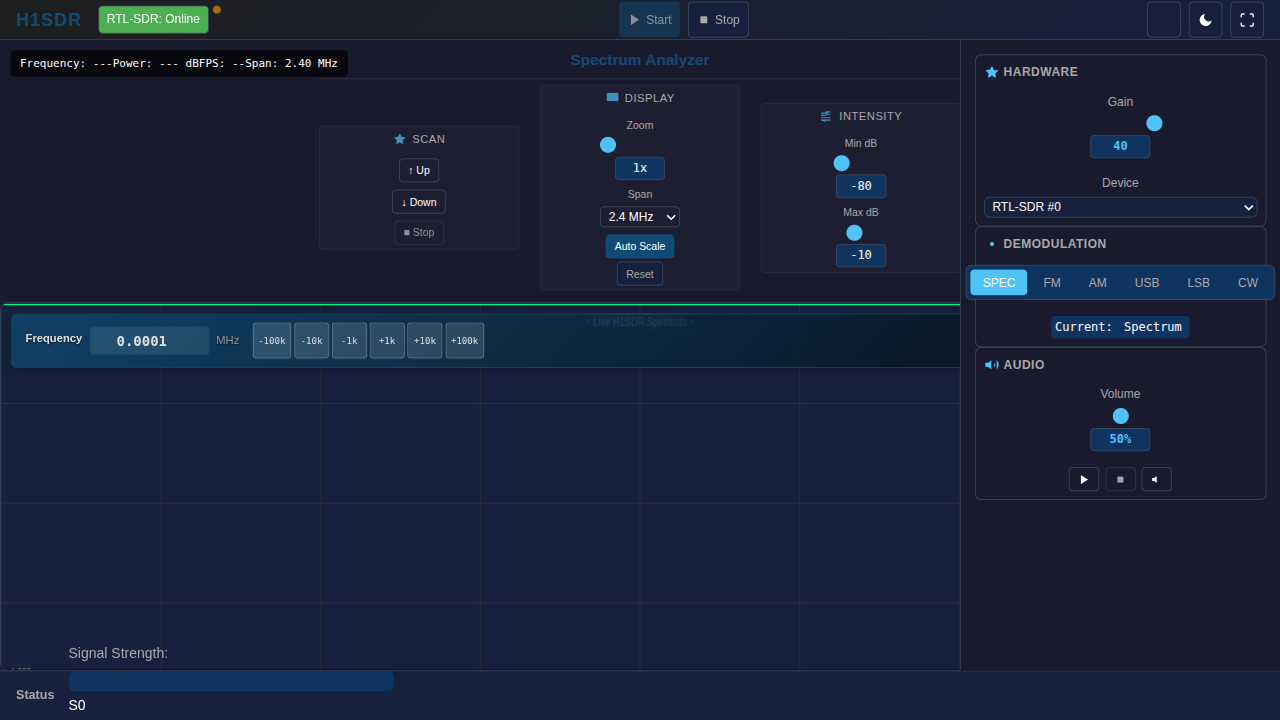 H1SDR
RTL-SDR: Online
Start
Stop
Frequency: ---Power: --- dBFPS: --Span: 2.40 MHz
Spectrum Analyzer
SCAN
↑ Up
↓ Down
■ Stop
DISPLAY
Zoom
1x
Span
2.4 MHz
Auto Scale
Reset
INTENSITY
Min dB
-80
Max dB
-10
~ Live H1SDR Spectrum ~
Frequency 0.0001 MHz -100k -10k -1k +1k +10k +100k
HARDWARE
Gain
40
Device
RTL-SDR #0
DEMODULATION
SPEC FM AM USB LSB CW
Current: Spectrum
AUDIO
Volume
50%
Signal Strength:
Status
S0